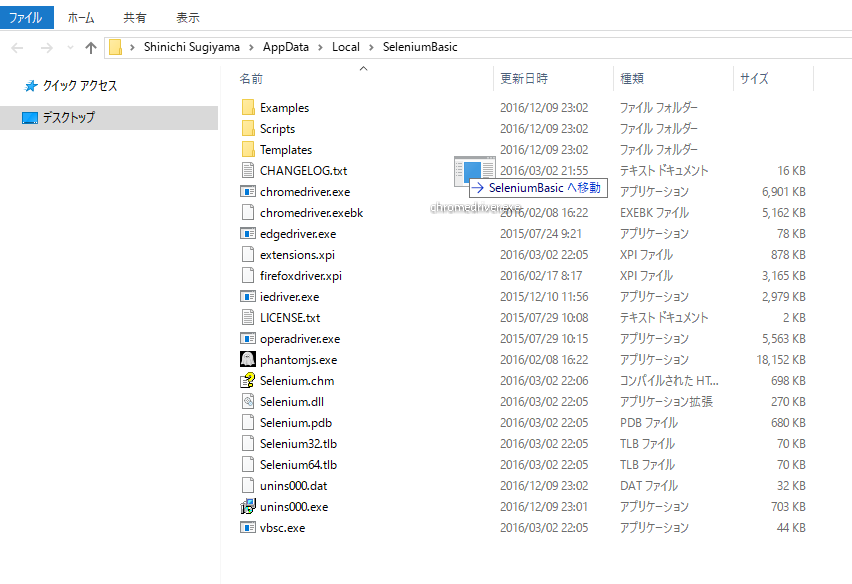 ファイル ホーム 共有 表示
Shinichi Sugiyama > AppData > Local > SeleniumBasic
クイック アクセス
デスクトップ
名前 更新日時 種類 サイズ
Examples 2016/12/09 23:02 ファイル フォルダー
Scripts 2016/12/09 23:02 ファイル フォルダー
Templates 2016/12/09 23:02 ファイル フォルダー
CHANGELOG.txt 2016/03/02 21:55 テキスト ドキュメント 16 KB
chromedriver.exe アプリケーション 6,901 KB
→ SeleniumBasic へ移動
chromedriver.exe
chromedriver.exebk 2016/02/08 16:22 EXEBK ファイル 5,162 KB
edgedriver.exe 2015/07/24 9:21 アプリケーション 78 KB
extensions.xpi 2016/03/02 22:05 XPI ファイル 878 KB
firefoxdriver.xpi 2016/02/17 8:17 XPI ファイル 3,165 KB
iedriver.exe 2015/12/10 11:56 アプリケーション 2,979 KB
LICENSE.txt 2015/07/29 10:08 テキスト ドキュメント 2 KB
operadriver.exe 2015/07/29 10:15 アプリケーション 5,563 KB
phantomjs.exe 2016/02/08 16:22 アプリケーション 18,152 KB
Selenium.chm 2016/03/02 22:06 コンパイルされた HT... 698 KB
Selenium.dll 2016/03/02 22:05 アプリケーション拡張 270 KB
Selenium.pdb 2016/03/02 22:05 PDB ファイル 680 KB
Selenium32.tlb 2016/03/02 22:05 TLB ファイル 70 KB
Selenium64.tlb 2016/03/02 22:05 TLB ファイル 70 KB
unins000.dat 2016/12/09 23:02 DAT ファイル 32 KB
unins000.exe 2016/12/09 23:01 アプリケーション 703 KB
vbsc.exe 2016/03/02 22:05 アプリケーション 44 KB